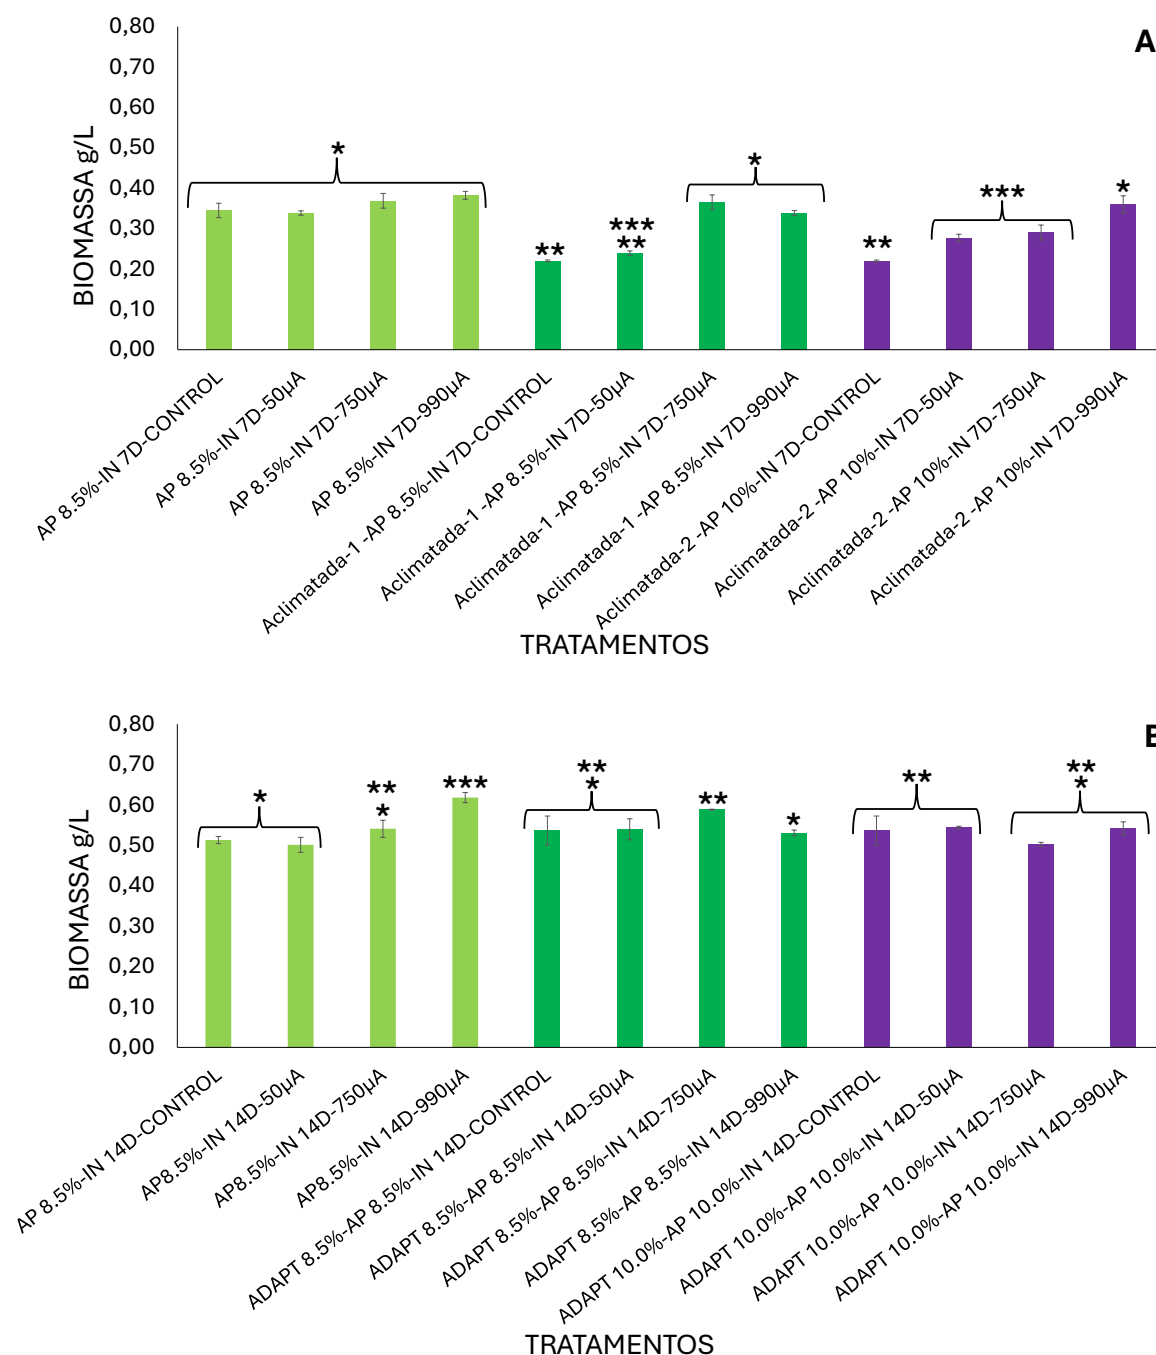 A
0,80
0,70
0,60
0,50
0,40
0,30
0,20
0,10
0,00
BIOMASSA g/L
*
**
***
**
*
**
***
*
AP 8.5%-IN 7D-CONTROL
AP 8.5%-IN 7D-50µA
AP 8.5%-IN 7D-750µA
AP 8.5%-IN 7D-990µA
Aclimatada-1 -AP 8.5%-IN 7D-CONTROL
Aclimatada-1 -AP 8.5%-IN 7D-50µA
Aclimatada-1 -AP 8.5%-IN 7D-750µA
Aclimatada-1 -AP 8.5%-IN 7D-990µA
Aclimatada-2 -AP 10%-IN 7D-CONTROL
Aclimatada-2 -AP 10%-IN 7D-50µA
Aclimatada-2 -AP 10%-IN 7D-750µA
Aclimatada-2 -AP 10%-IN 7D-990µA
TRATAMENTOS
B
0,80
0,70
0,60
0,50
0,40
0,30
0,20
0,10
0,00
BIOMASSA g/L
*
**
*
***
**
*
**
*
**
**
*
AP 8.5%-IN 14D-CONTROL
AP8.5%-IN 14D-50µA
AP8.5%-IN 14D-750µA
AP8.5%-IN 14D-990µA
ADAPT 8.5%-AP 8.5%-IN 14D-CONTROL
ADAPT 8.5%-AP 8.5%-IN 14D-50µA
ADAPT 8.5%-AP 8.5%-IN 14D-750µA
ADAPT 8.5%-AP 8.5%-IN 14D-990µA
ADAPT 10.0%-AP 10.0%-IN 14D-CONTROL
ADAPT 10.0%-AP 10.0%-IN 14D-50µA
ADAPT 10.0%-AP 10.0%-IN 14D-750µA
ADAPT 10.0%-AP 10.0%-IN 14D-990µA
TRATAMENTOS